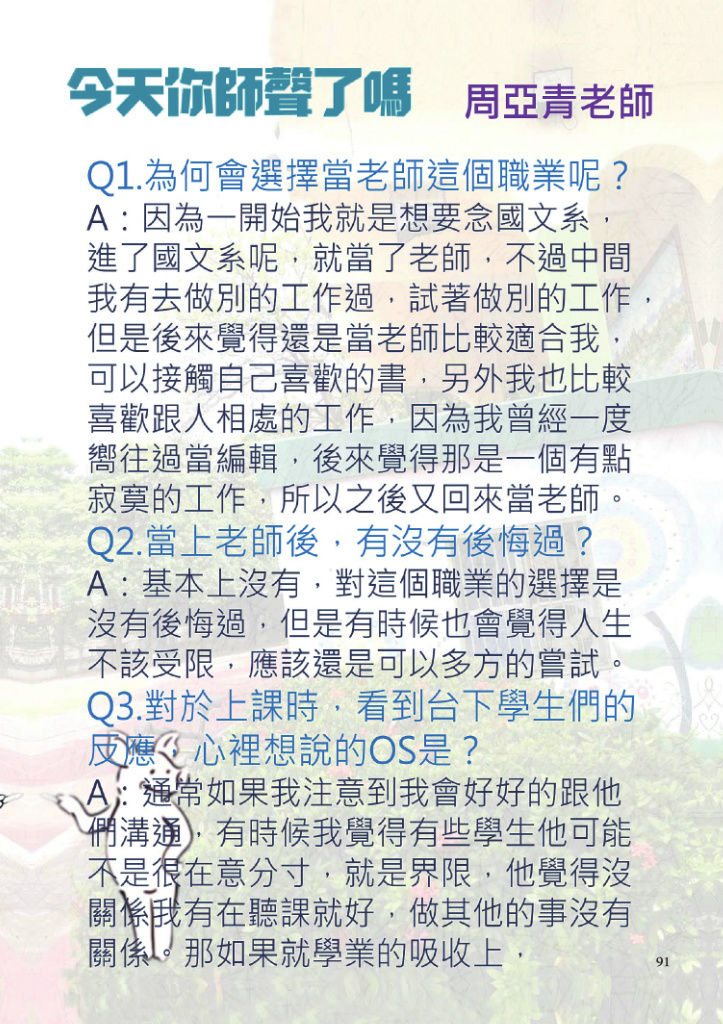 今天你師聲了嗎
周亞青老師
Q1.為何會選擇當老師這個職業呢？
A：因為一開始我就是想要念國文系，
進了國文系呢，就當了老師，不過中間
我有去做別的工作過，試著做別的工作，
但是後來覺得還是當老師比較適合我，
可以接觸自己喜歡的書，另外我也比較
喜歡跟人相處的工作，因為我曾經一度
嚮往過當編輯，後來覺得那是一個有點
寂寞的工作，所以之後又回來當老師。
Q2.當上老師後，有沒有後悔過？
A：基本上沒有，對這個職業的選擇是
沒有後悔過，但是有時候也會覺得人生
不該受限，應該還是可以多方的嘗試。
Q3.對於上課時，看到台下學生們的
反應，心裡想說的OS是？
A：通常如果我注意到我會好好的跟他
們溝通，有時候我覺得有些學生他可能
不是很在意分寸，就是界限，他覺得沒
關係我有在聽課就好，做其他的事沒有
關係。那如果就學業的吸收上，
91